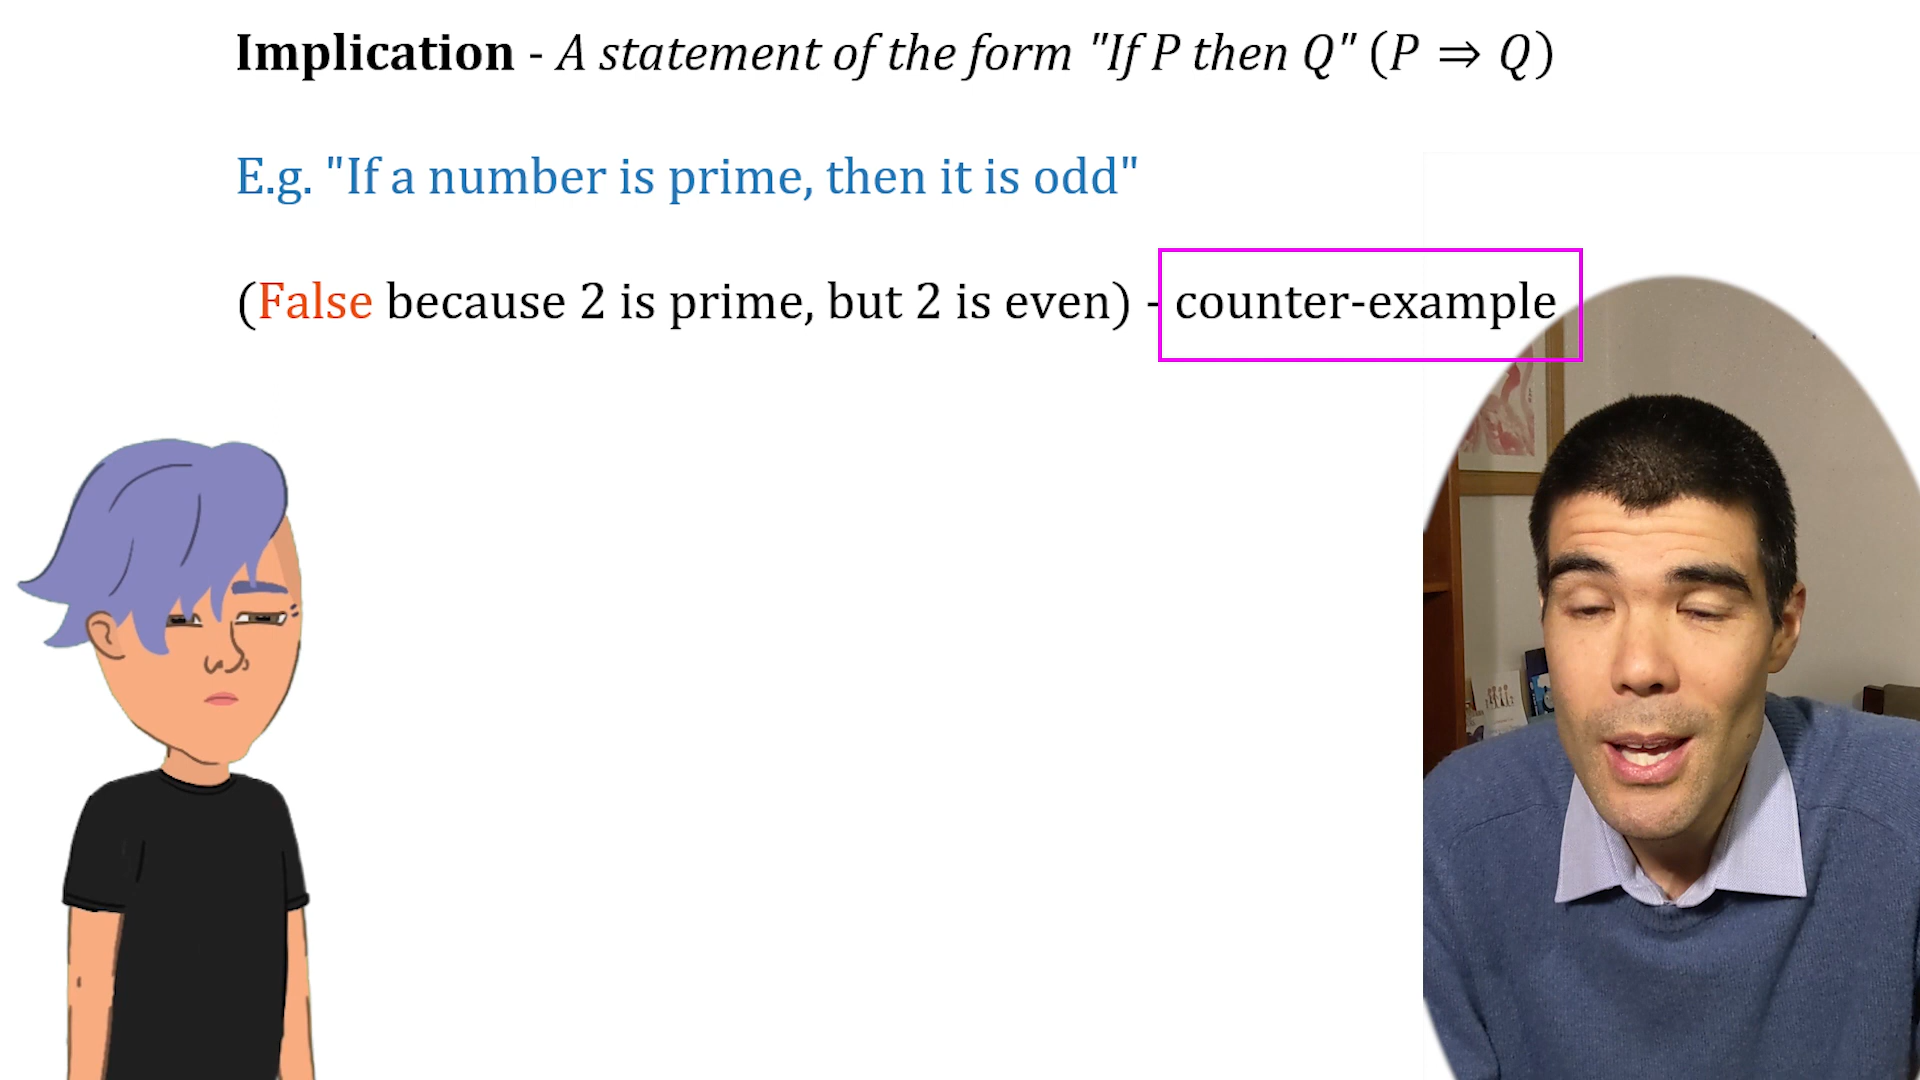 Implication - A statement of the form "If P then Q" (P ⇒ Q)
E.g. "If a number is prime, then it is odd"
(False because 2 is prime, but 2 is even) - counter-example